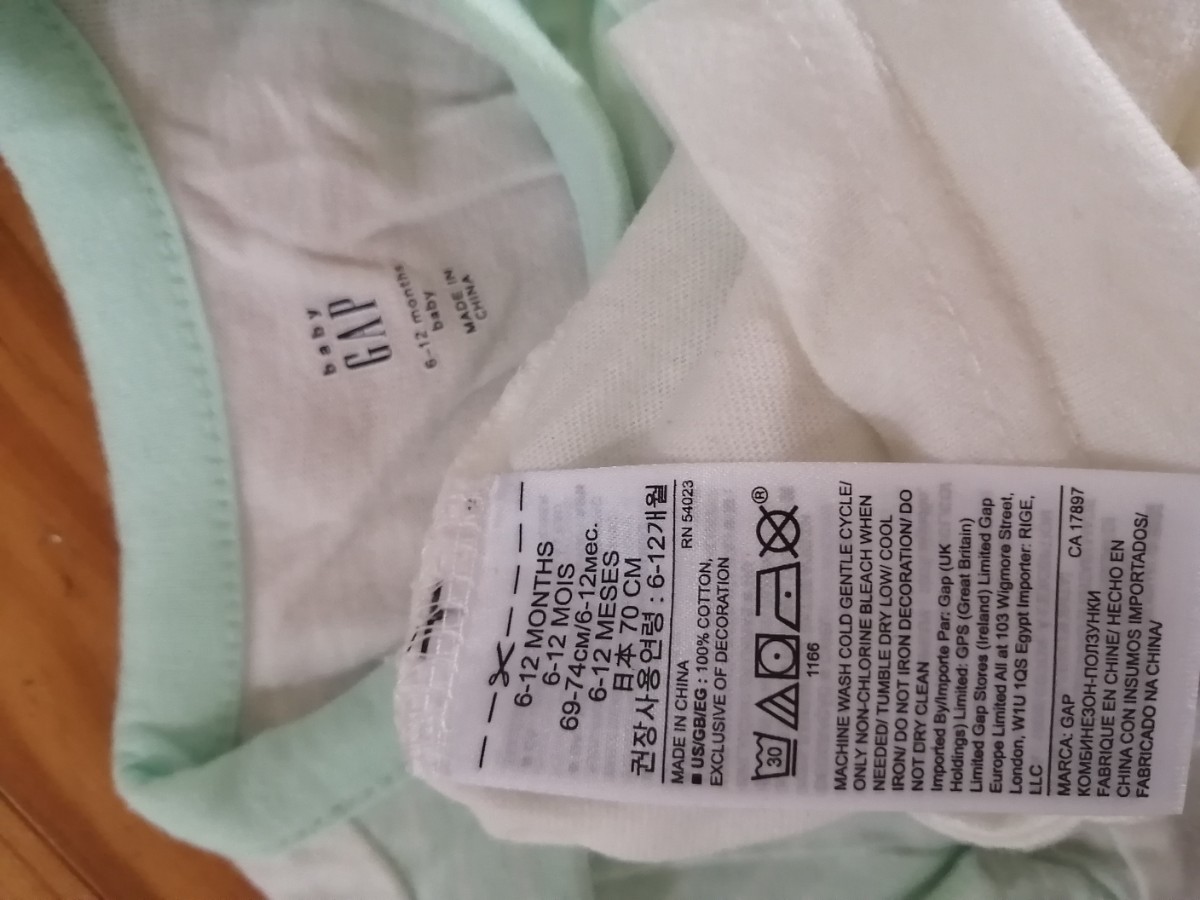 baby
GAP
6-12 months
baby
MADE IN
CHINA
6-12 MONTHS
6-12 MOIS
69-74CM/6-12мес.
6-12 MESES
日本 70 CM
권장사용연령 : 6-12개월
MADE IN CHINA RN 54023
■ US/GB/EG : 100% COTTON,
EXCLUSIVE OF DECORATION
30
®
1166
MACHINE WASH COLD GENTLE CYCLE/
ONLY NON-CHLORINE BLEACH WHEN
NEEDED/ TUMBLE DRY LOW/ COOL
IRON/ DO NOT IRON DECORATION/ DO
NOT DRY CLEAN
Imported By/Importe Par: Gap (UK
Holdings) Limited: GPS (Great Britain)
Limited Gap Stores (Ireland) Limited Gap
Europe Limited All at 103 Wigmore Street,
London, W1U 1QS Egypt Importer: RIGE,
LLC
MARCA: GAP CA 17897
КОМБИНЕЗОН-ПОЛЗУНКИ
FABRIQUE EN CHINE/ HECHO EN
CHINA CON INSUMOS IMPORTADOS/
FABRICADO NA CHINA/